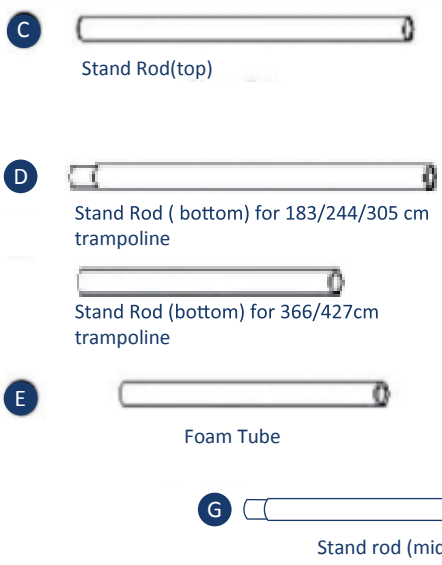 C
Stand Rod(top)
D
Stand Rod ( bottom) for 183/244/305 cm
trampoline
Stand Rod (bottom) for 366/427cm
trampoline
E
Foam Tube
G
Stand rod (mid